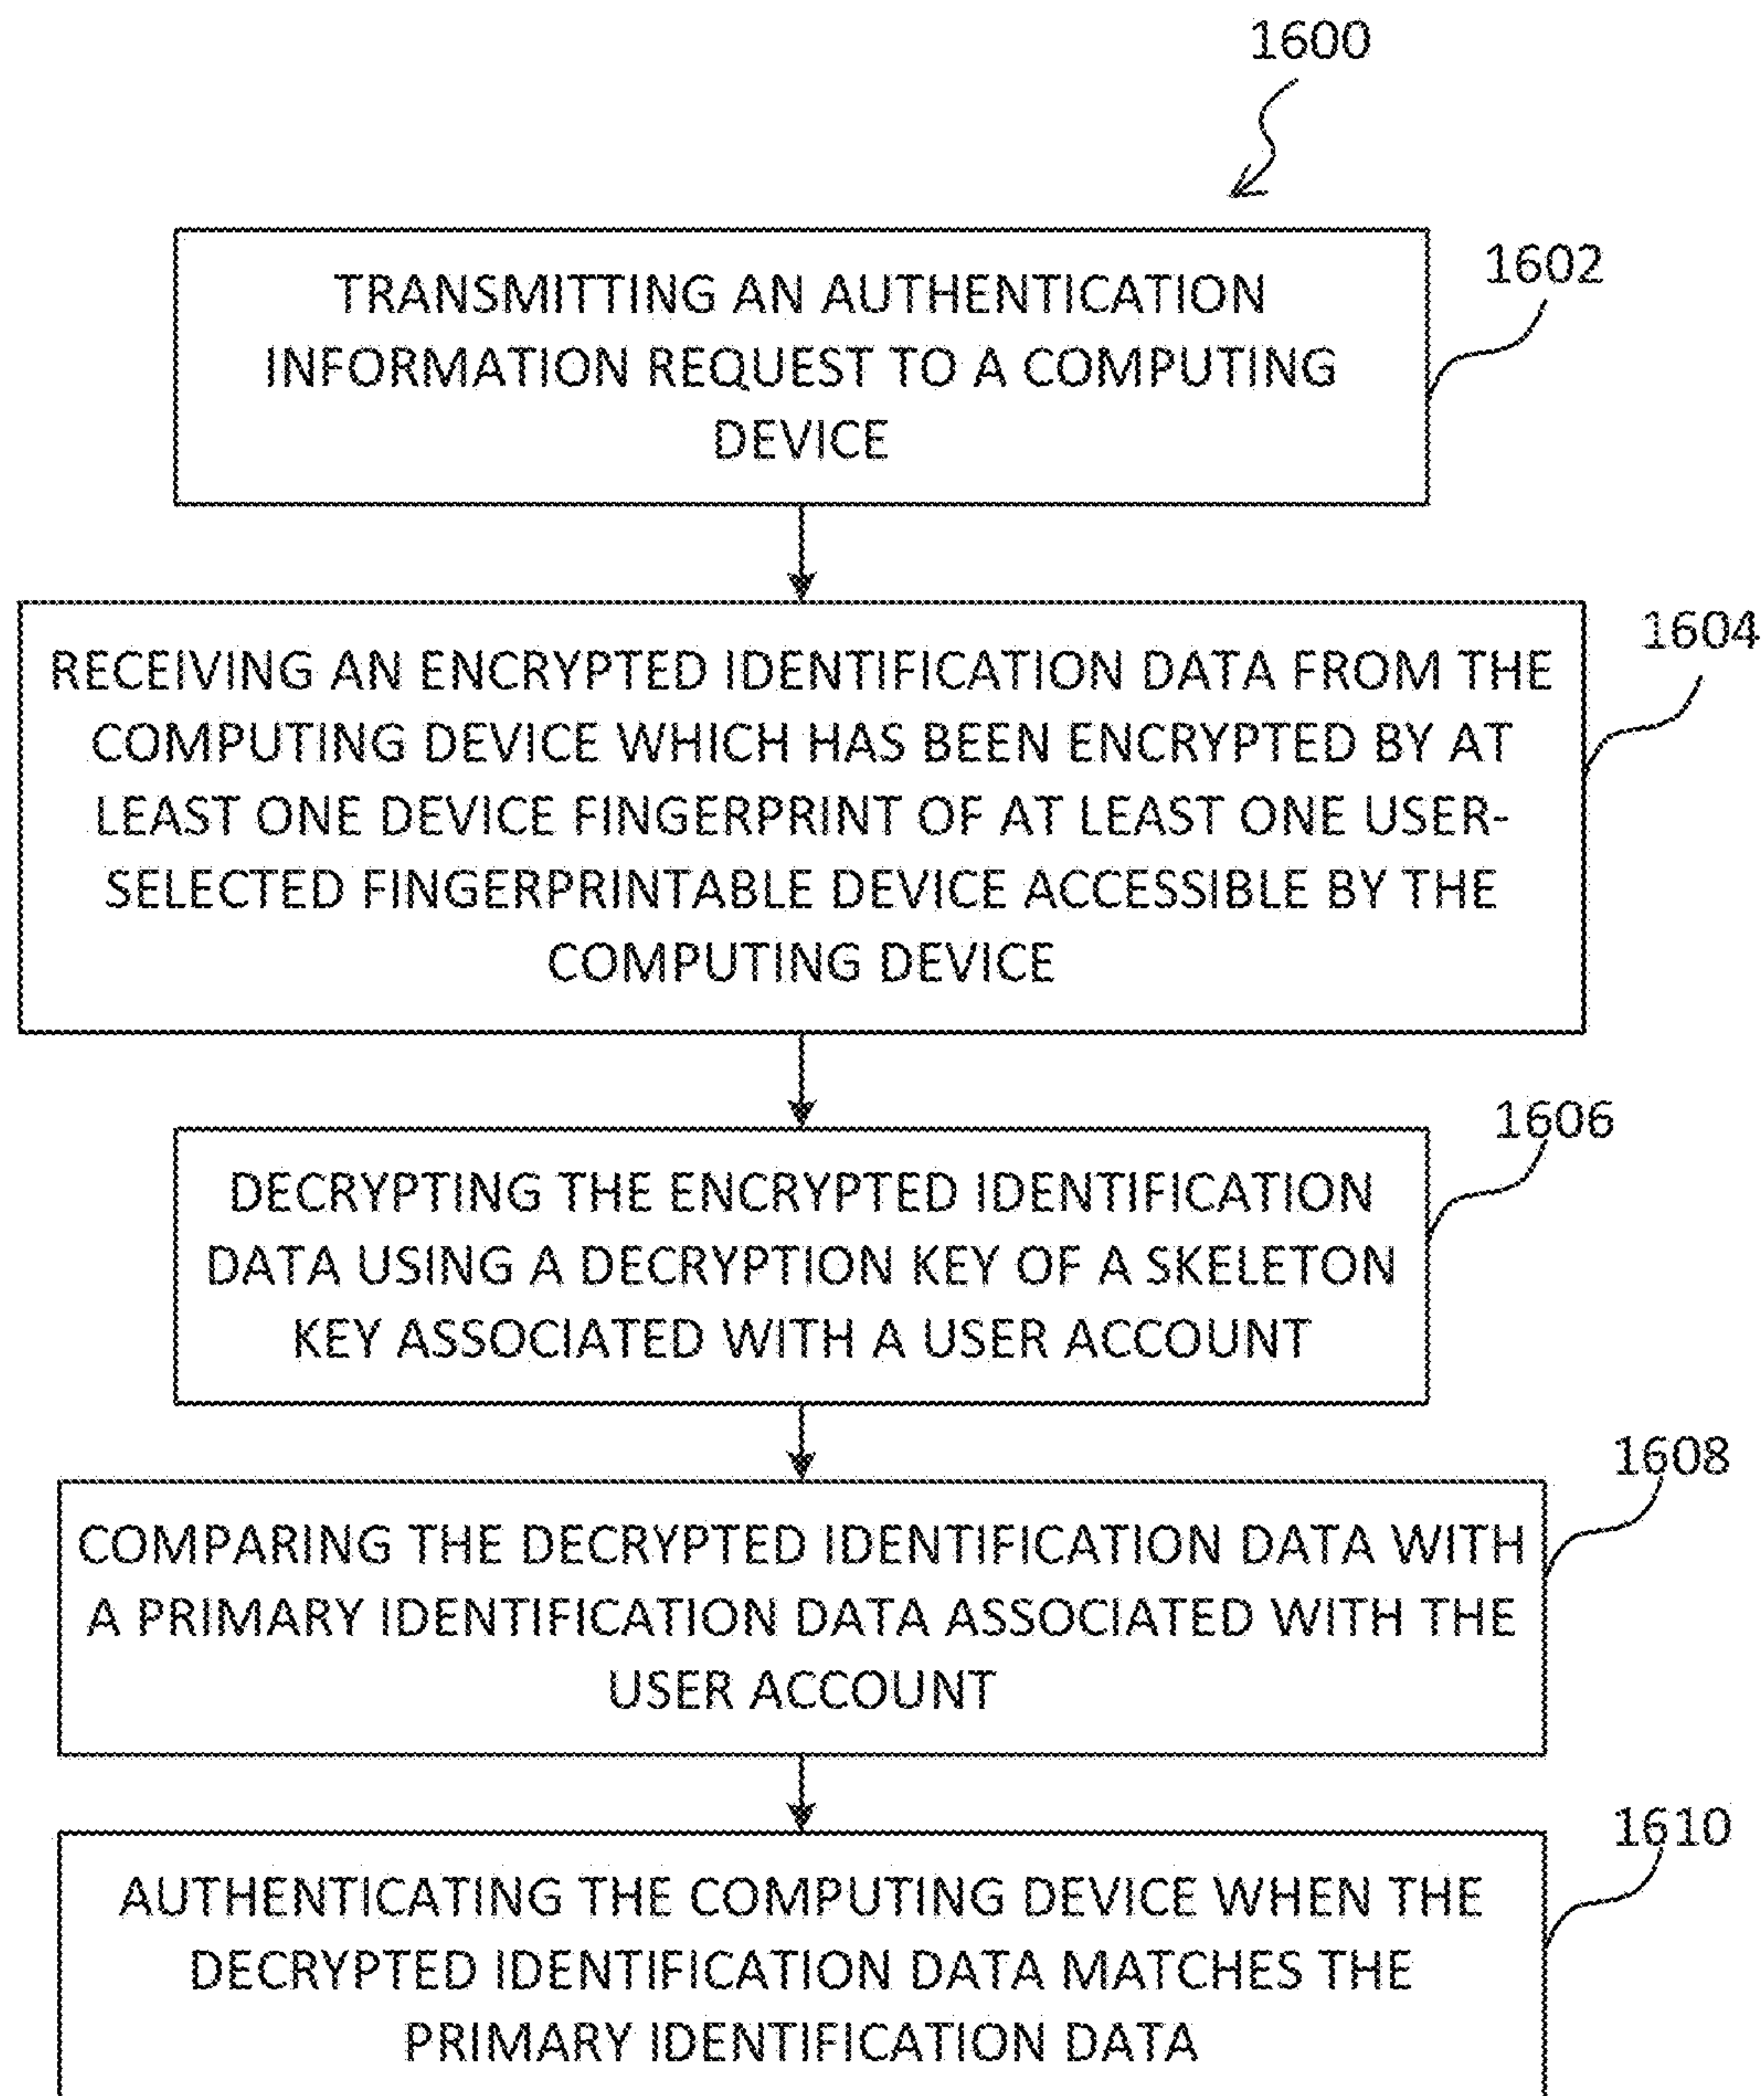 1600
1602
TRANSMITTING AN AUTHENTICATION
INFORMATION REQUEST TO A COMPUTING
DEVICE
1604
RECEIVING AN ENCRYPTED IDENTIFICATION DATA FROM THE
COMPUTING DEVICE WHICH HAS BEEN ENCRYPTED BY AT
LEAST ONE DEVICE FINGERPRINT OF AT LEAST ONE USER-
SELECTED FINGERPRINTABLE DEVICE ACCESSIBLE BY THE
COMPUTING DEVICE
1606
DECRYPTING THE ENCRYPTED IDENTIFICATION
DATA USING A DECRYPTION KEY OF A SKELETON
KEY ASSOCIATED WITH A USER ACCOUNT
1608
COMPARING THE DECRYPTED IDENTIFICATION DATA WITH
A PRIMARY IDENTIFICATION DATA ASSOCIATED WITH THE
USER ACCOUNT
1610
AUTHENTICATING THE COMPUTING DEVICE WHEN THE
DECRYPTED IDENTIFICATION DATA MATCHES THE
PRIMARY IDENTIFICATION DATA